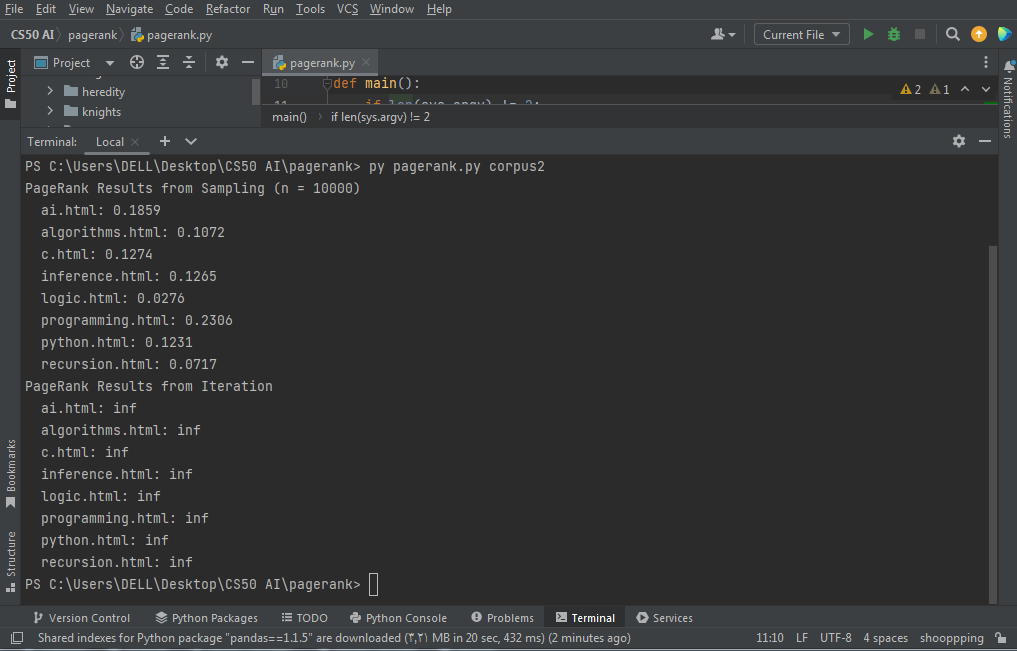 File Edit View Navigate Code Refactor Run Tools VCS Window Help
CS50 AI pagerank pagerank.py Current File
Project pagerank.py
Project
heredity
knights
10 def main():
11 if len(sys.argv) != 2:
2 1
main() if len(sys.argv) != 2
Notifications
Terminal: Local
PS C:\Users\DELL\Desktop\CS50 AI\pagerank> py pagerank.py corpus2
PageRank Results from Sampling (n = 10000)
ai.html: 0.1859
algorithms.html: 0.1072
c.html: 0.1274
inference.html: 0.1265
logic.html: 0.0276
programming.html: 0.2306
python.html: 0.1231
recursion.html: 0.0717
PageRank Results from Iteration
ai.html: inf
algorithms.html: inf
c.html: inf
inference.html: inf
logic.html: inf
programming.html: inf
python.html: inf
recursion.html: inf
PS C:\Users\DELL\Desktop\CS50 AI\pagerank>
Bookmarks
Structure
Version Control Python Packages TODO Python Console Problems Terminal Services
Shared indexes for Python package "pandas==1.1.5" are downloaded (۳٫۲۱ MB in 20 sec, 432 ms) (2 minutes ago) 11:10 LF UTF-8 4 spaces shooppping